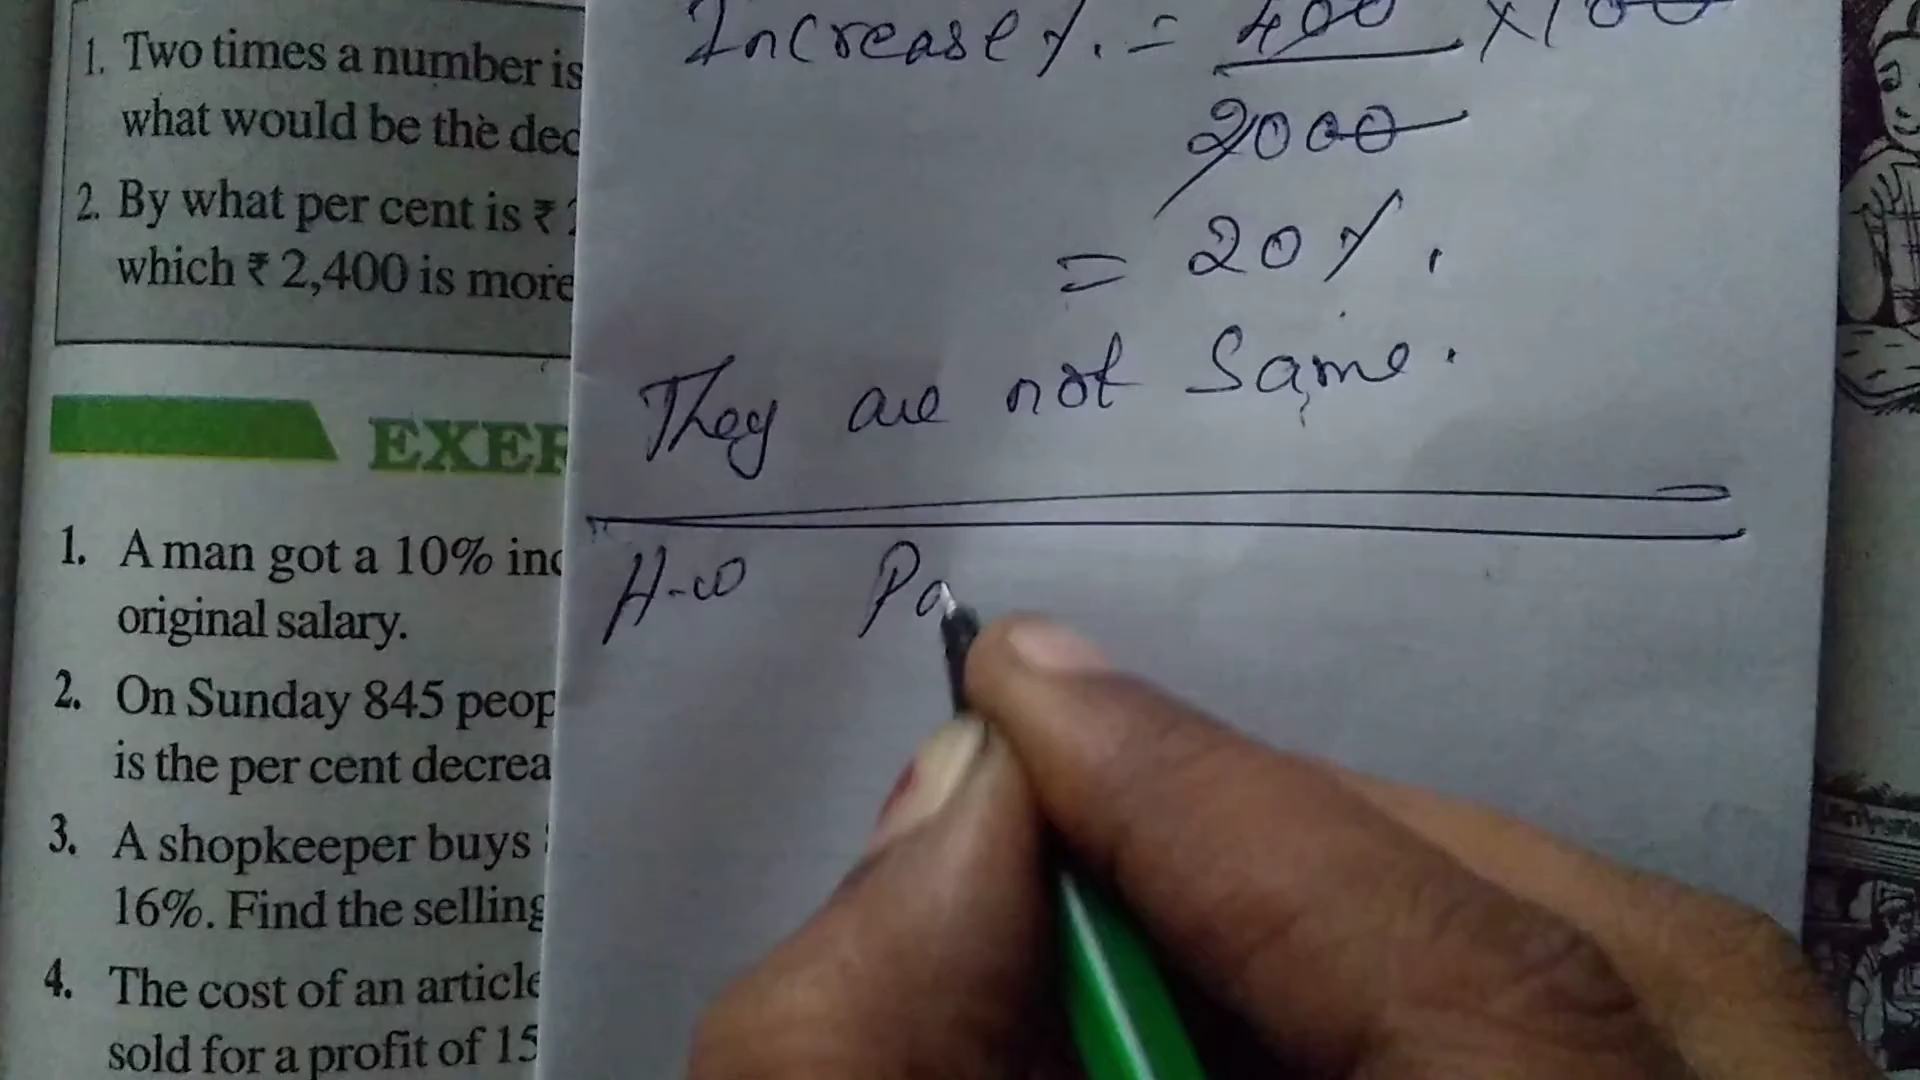 1. Two times a number is
what would be the dec
2. By what per cent is ₹
which ₹ 2,400 is more
EXER
1. A man got a 10% inc
original salary.
2. On Sunday 845 peop
is the per cent decrea
3. A shopkeeper buys
16%. Find the selling
4. The cost of an article
sold for a profit of 15
Increase %. = 400 × 100
2000
= 20 %.
They are not Same.
H-w Pa